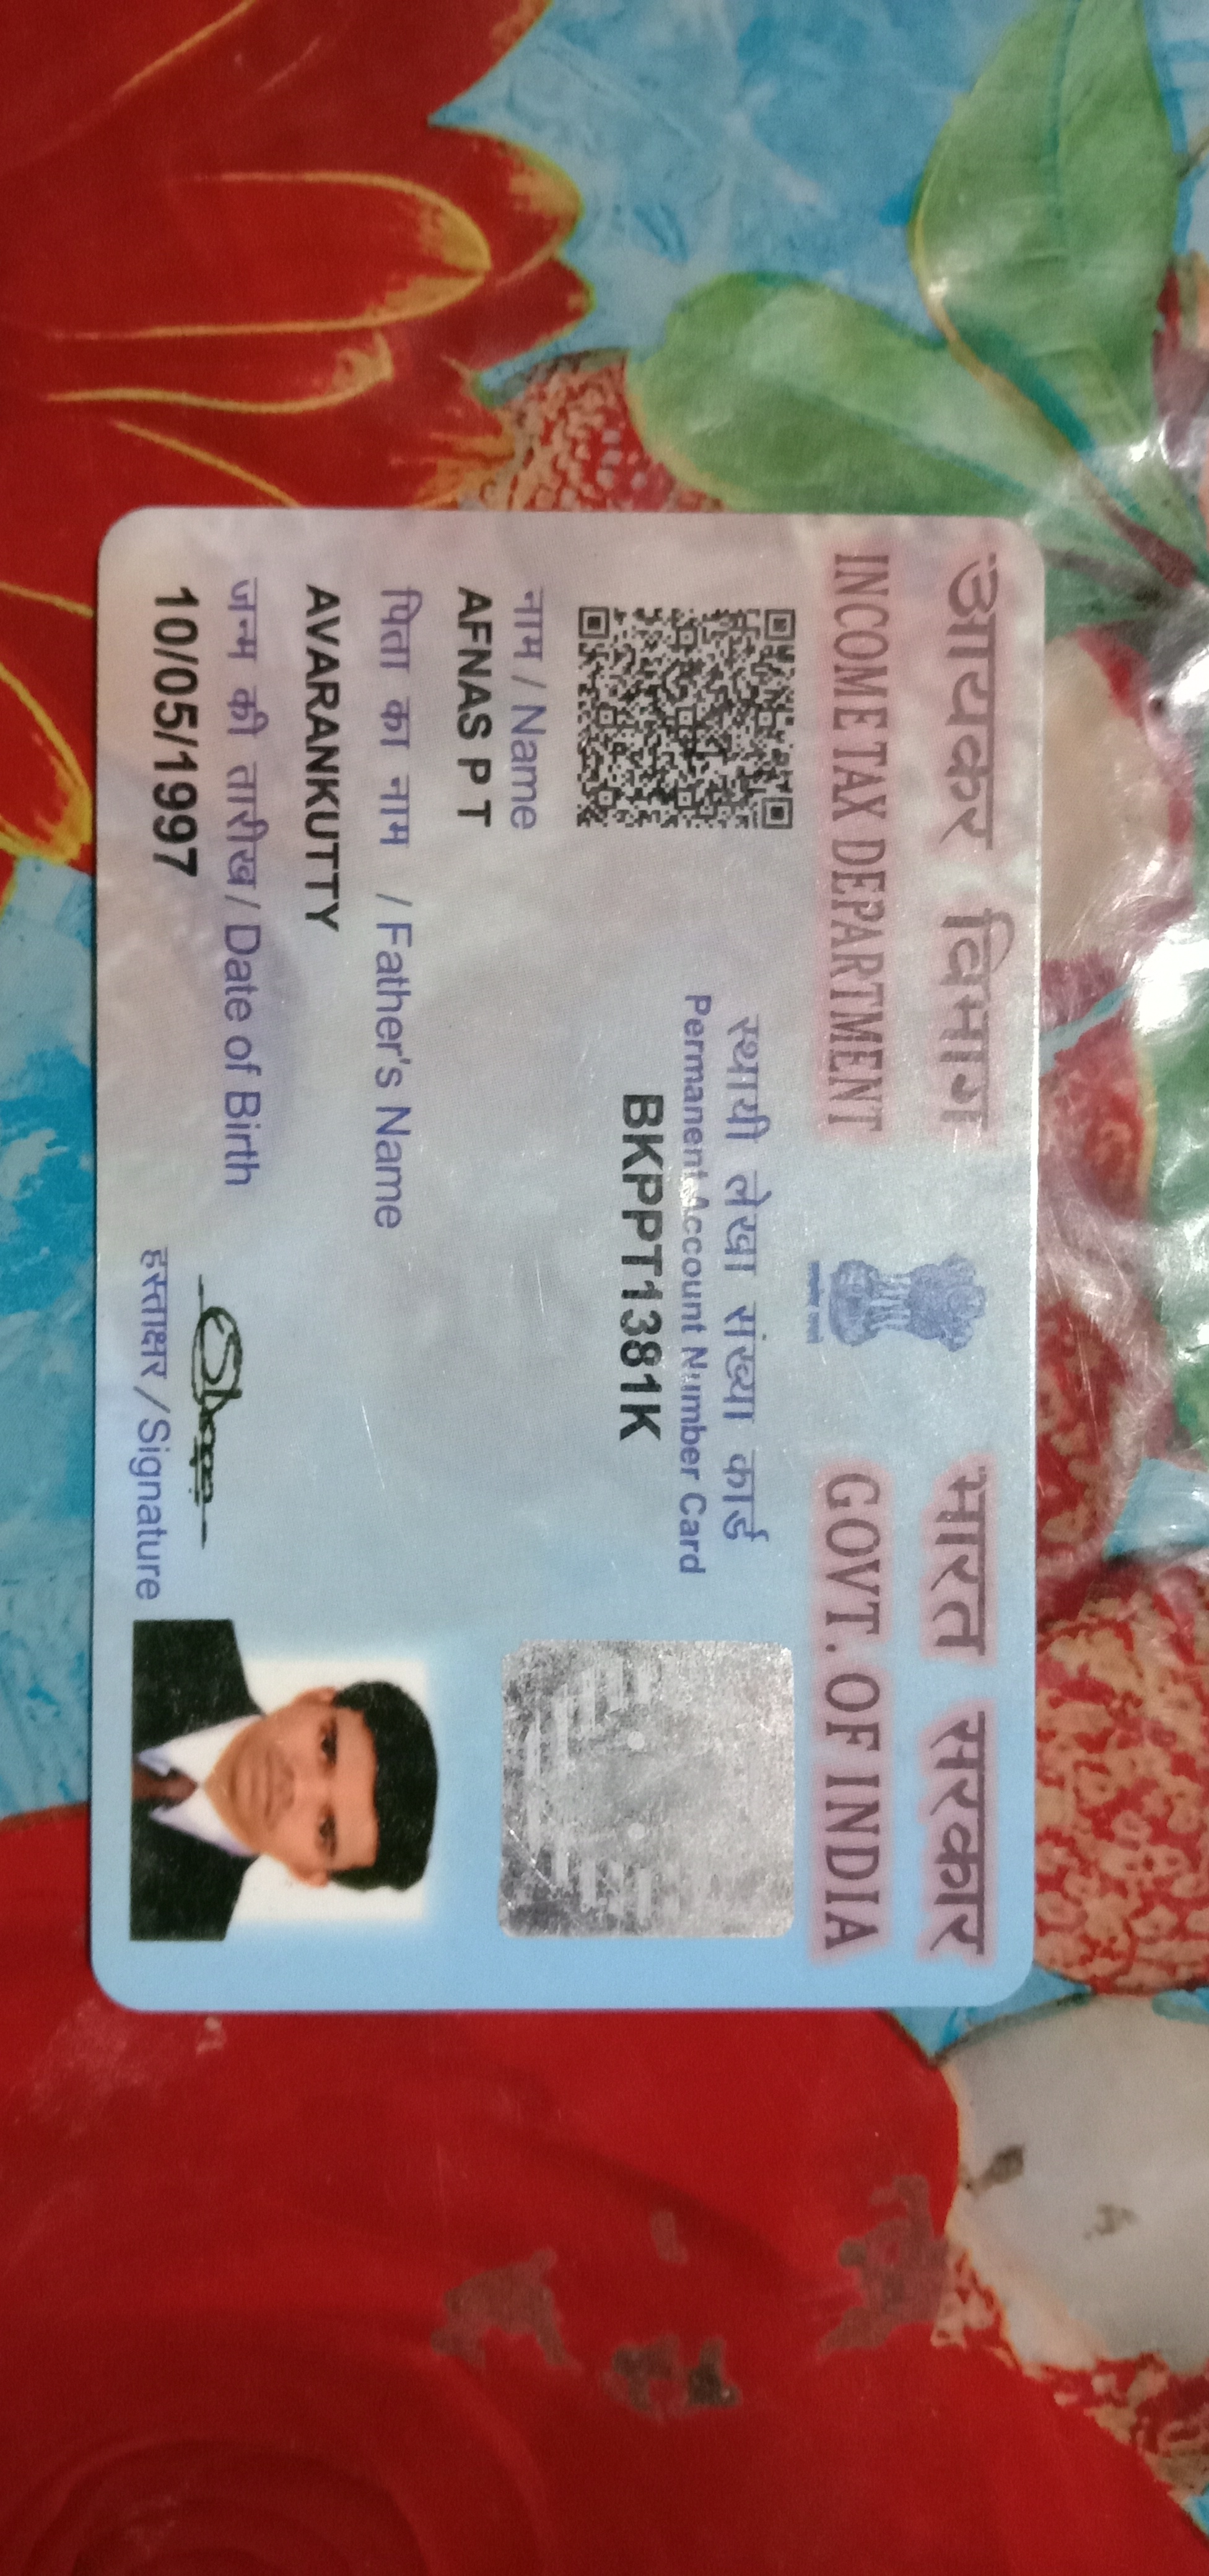 आयकर विभाग
INCOME TAX DEPARTMENT
भारत सरकार
GOVT. OF INDIA
स्थायी लेखा संख्या कार्ड
Permanent Account Number Card
BKPPT1381K
नाम / Name
AFNAS P T
पिता का नाम / Father's Name
AVARANKUTTY
जन्म की तारीख / Date of Birth
10/05/1997
हस्ताक्षर / Signature